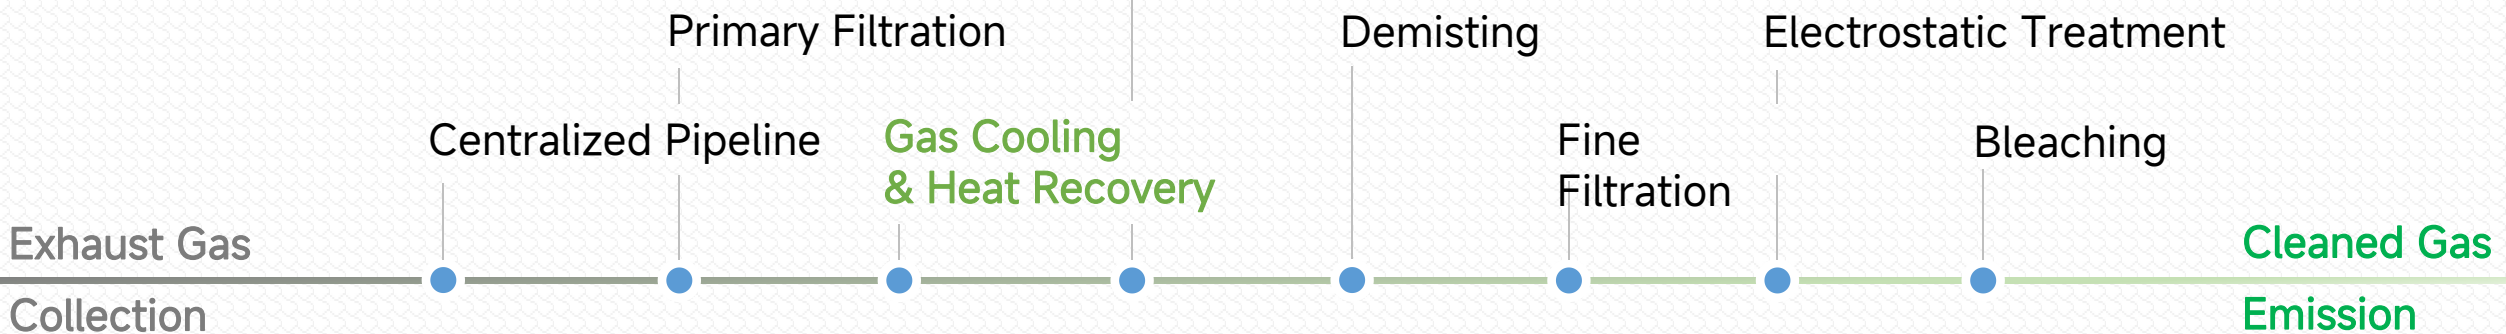 Primary Filtration
Demisting
Electrostatic Treatment
Centralized Pipeline
Gas Cooling
& Heat Recovery
Fine
Filtration
Bleaching
Exhaust Gas
Collection
Cleaned Gas
Emission